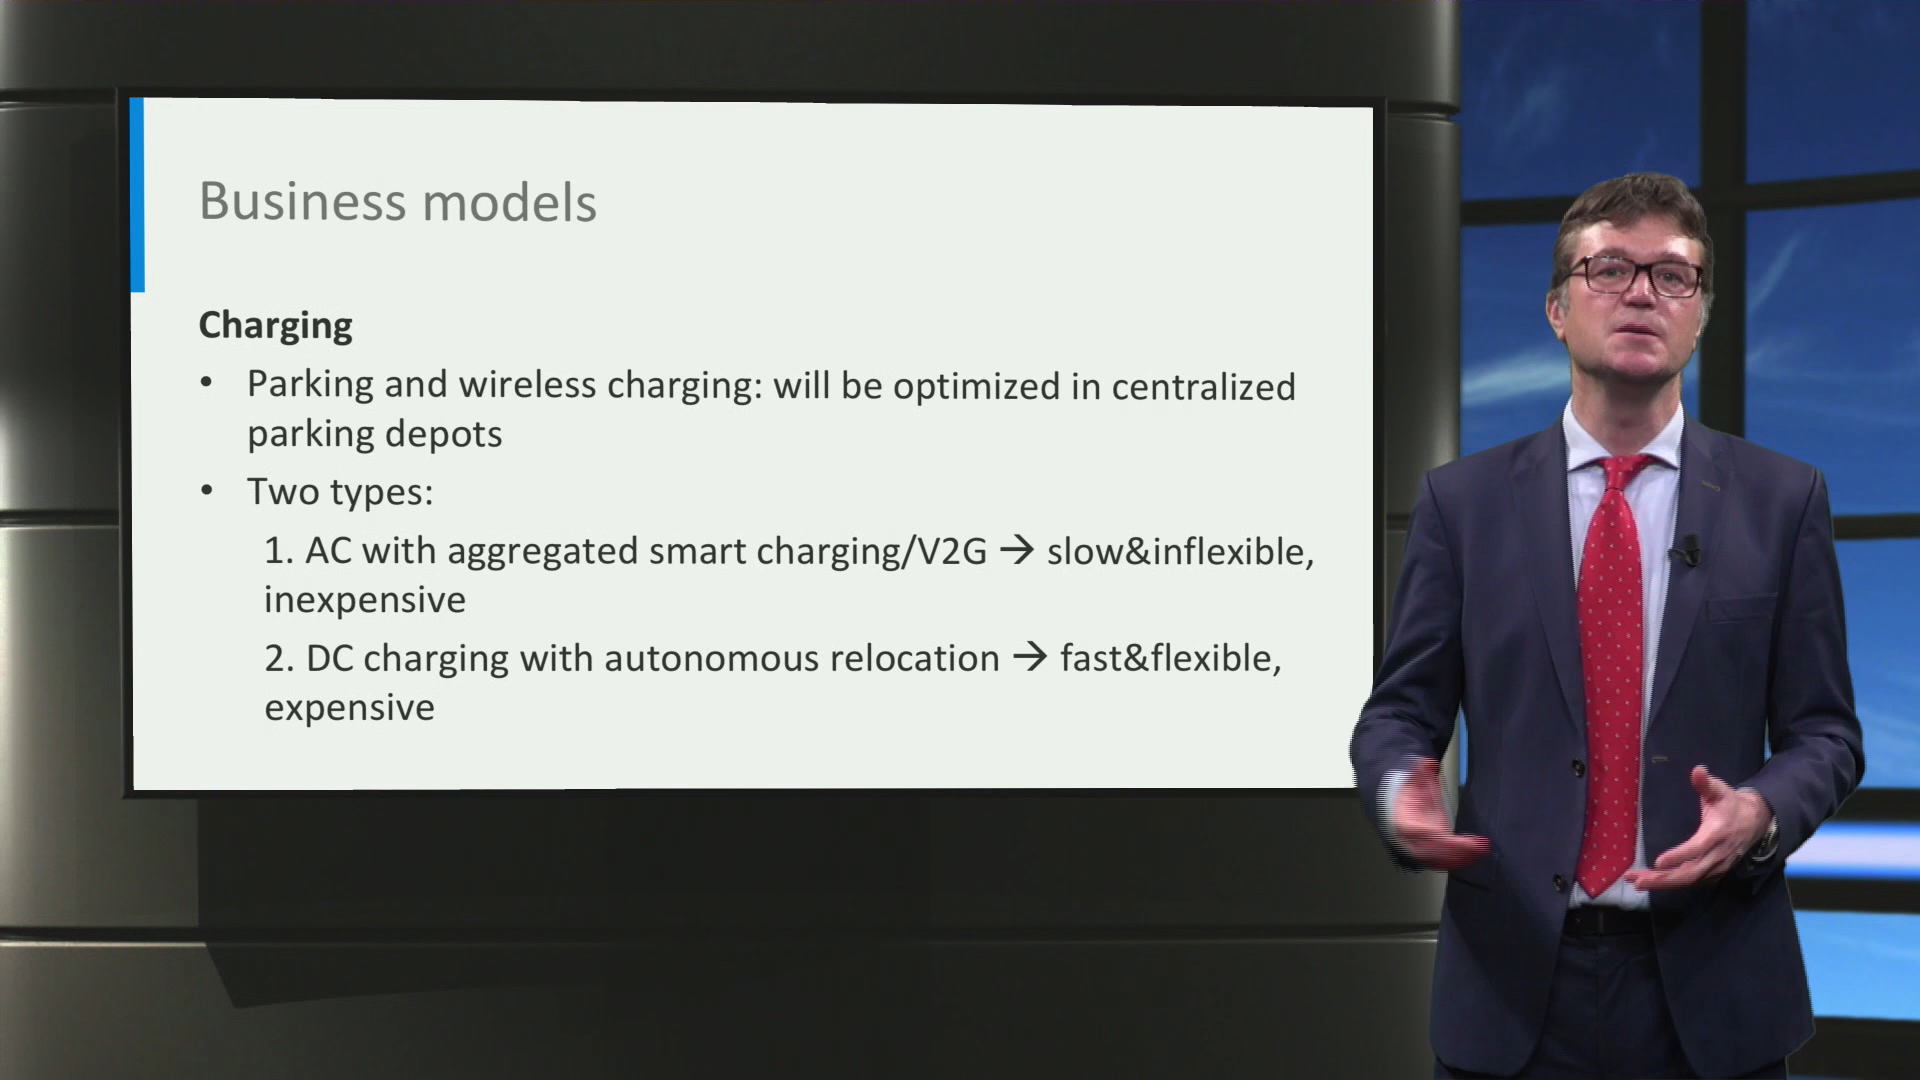 Business models
Charging
• Parking and wireless charging: will be optimized in centralized
parking depots
• Two types:
1. AC with aggregated smart charging/V2G → slow&inflexible,
inexpensive
2. DC charging with autonomous relocation → fast&flexible,
expensive